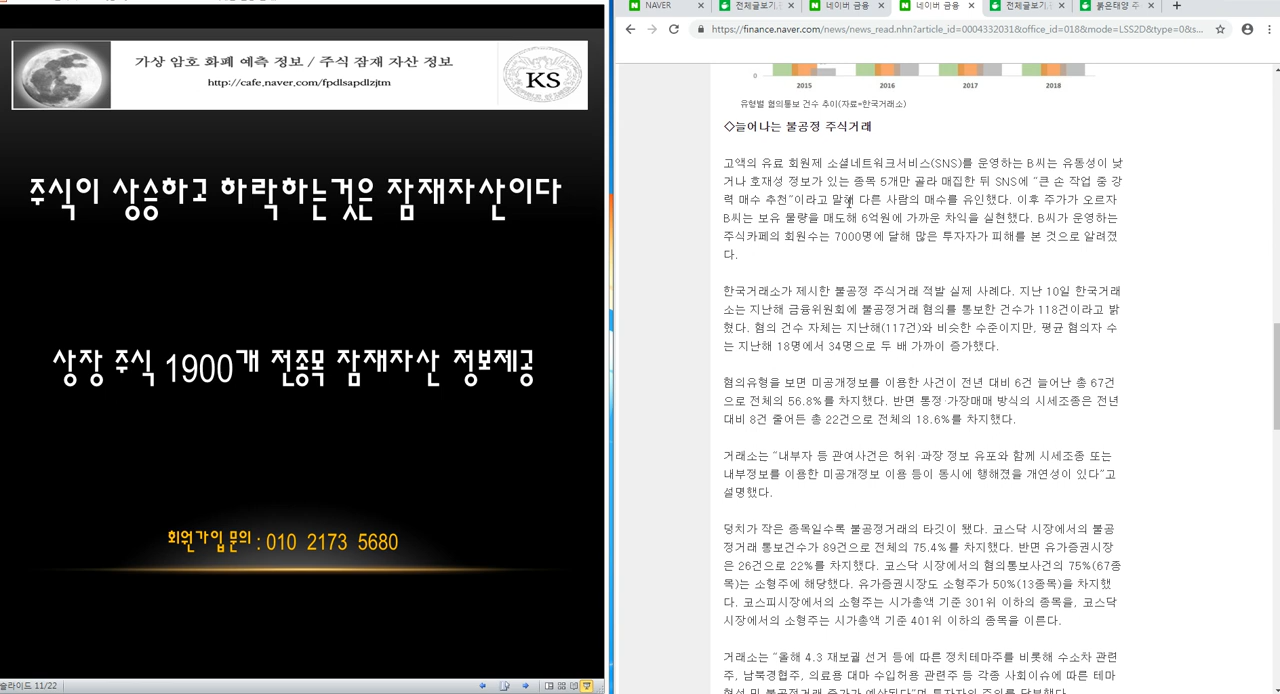 가상 암호 화폐 예측 정보 / 주식 잠재 자산 정보
http://cafe.naver.com/fpdlsapdlzjtm
KS
주식이 상승하고 하락하는것은 잠재자산이다
상장 주식 1900개 전종목 잠재자산 정보제공
회원가입 문의 : 010 2173 5680
슬라이드 11/22
NAVER
전체글보기.
네이버 금융
네이버 금융
전체글보기.
붉은태양 주
https://finance.naver.com/news/news_read.nhn?article_id=0004332031&office_id=018&mode=LSS2D&type=0&s...
0
2015 2016 2017 2018
유형별 혐의통보 건수 추이(자료=한국거래소)
◇늘어나는 불공정 주식거래
고액의 유료 회원제 소셜네트워크서비스(SNS)를 운영하는 B씨는 유통성이 낮
거나 호재성 정보가 있는 종목 5개만 골라 매집한 뒤 SNS에 “큰 손 작업 중 강
력 매수 추천”이라고 말해 다른 사람의 매수를 유인했다. 이후 주가가 오르자
B씨는 보유 물량을 매도해 6억원에 가까운 차익을 실현했다. B씨가 운영하는
주식카페의 회원수는 7000명에 달해 많은 투자자가 피해를 본 것으로 알려졌
다.
한국거래소가 제시한 불공정 주식거래 적발 실제 사례다. 지난 10일 한국거래
소는 지난해 금융위원회에 불공정거래 혐의를 통보한 건수가 118건이라고 밝
혔다. 혐의 건수 자체는 지난해(117건)와 비슷한 수준이지만, 평균 혐의자 수
는 지난해 18명에서 34명으로 두 배 가까이 증가했다.
혐의유형을 보면 미공개정보를 이용한 사건이 전년 대비 6건 늘어난 총 67건
으로 전체의 56.8%를 차지했다. 반면 통정·가장매매 방식의 시세조종은 전년
대비 8건 줄어든 총 22건으로 전체의 18.6%를 차지했다.
거래소는 “내부자 등 관여사건은 허위·과장 정보 유포와 함께 시세조종 또는
내부정보를 이용한 미공개정보 이용 등이 동시에 행해졌을 개연성이 있다”고
설명했다.
덩치가 작은 종목일수록 불공정거래의 타깃이 됐다. 코스닥 시장에서의 불공
정거래 통보건수가 89건으로 전체의 75.4%를 차지했다. 반면 유가증권시장
은 26건으로 22%를 차지했다. 코스닥 시장에서의 혐의통보사건의 75%(67종
목)는 소형주에 해당했다. 유가증권시장도 소형주가 50%(13종목)을 차지했
다. 코스피시장에서의 소형주는 시가총액 기준 301위 이하의 종목을, 코스닥
시장에서의 소형주는 시가총액 기준 401위 이하의 종목을 이른다.
거래소는 “올해 4.3 재보궐 선거 등에 따른 정치테마주를 비롯해 수소차 관련
주, 남북경협주, 의료용 대마 수입허용 관련주 등 각종 사회이슈에 따른 테마
형성 및 불공정거래 증가가 예상된다”며 투자자의 주의를 당부했다.